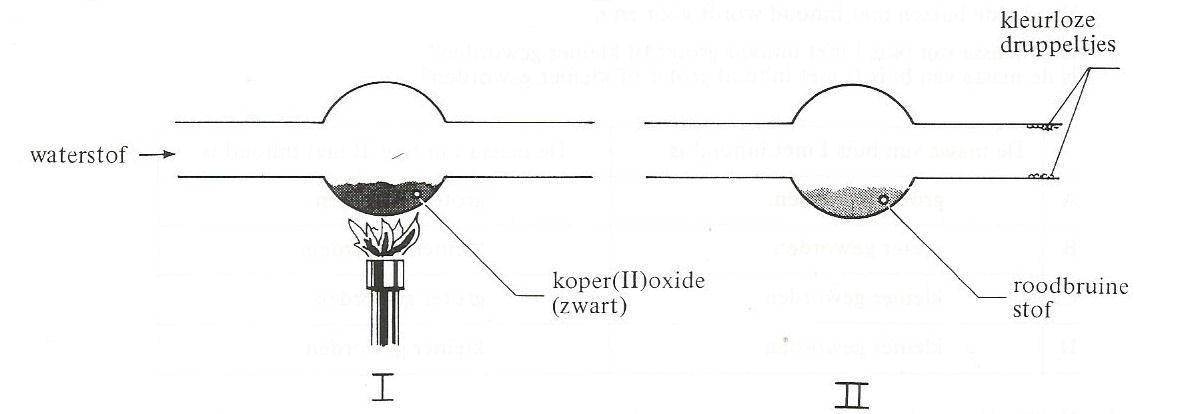 kleurloze
druppeltjes
waterstof
koper(II)oxide
(zwart)
roodbruine
stof
I
II